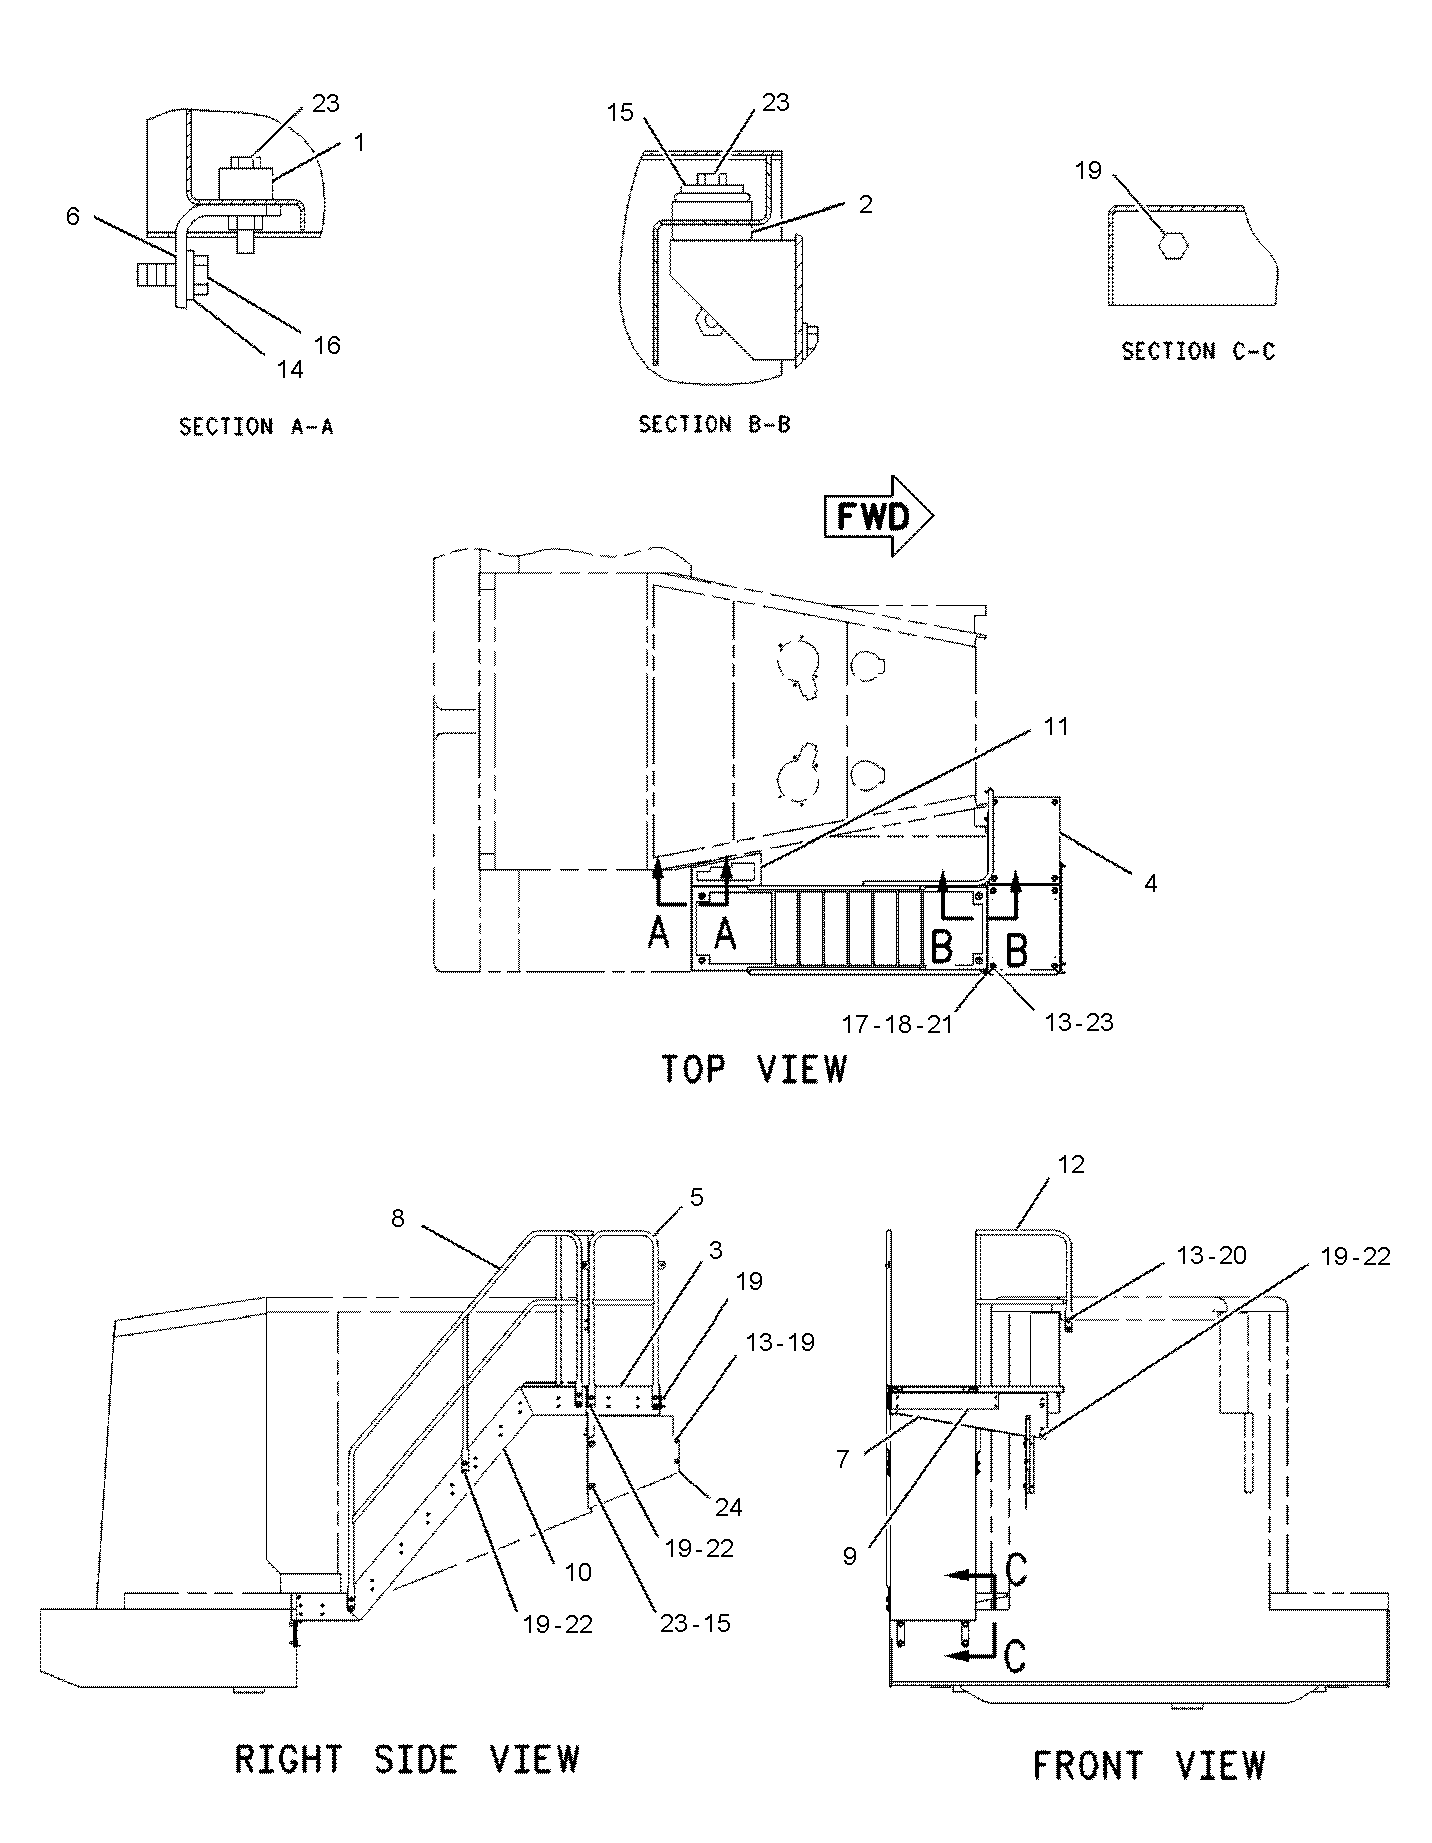 23
1
6
16
14
SECTION A-A
15
23
2
SECTION B-B
19
SECTION C-C
FWD
11
4
A A B B
17-18-21 13-23
TOP VIEW
8
5
3
19
13-19
24
19-22
10
19-22
23-15
RIGHT SIDE VIEW
12
13-20
19-22
7
9
C
C
FRONT VIEW